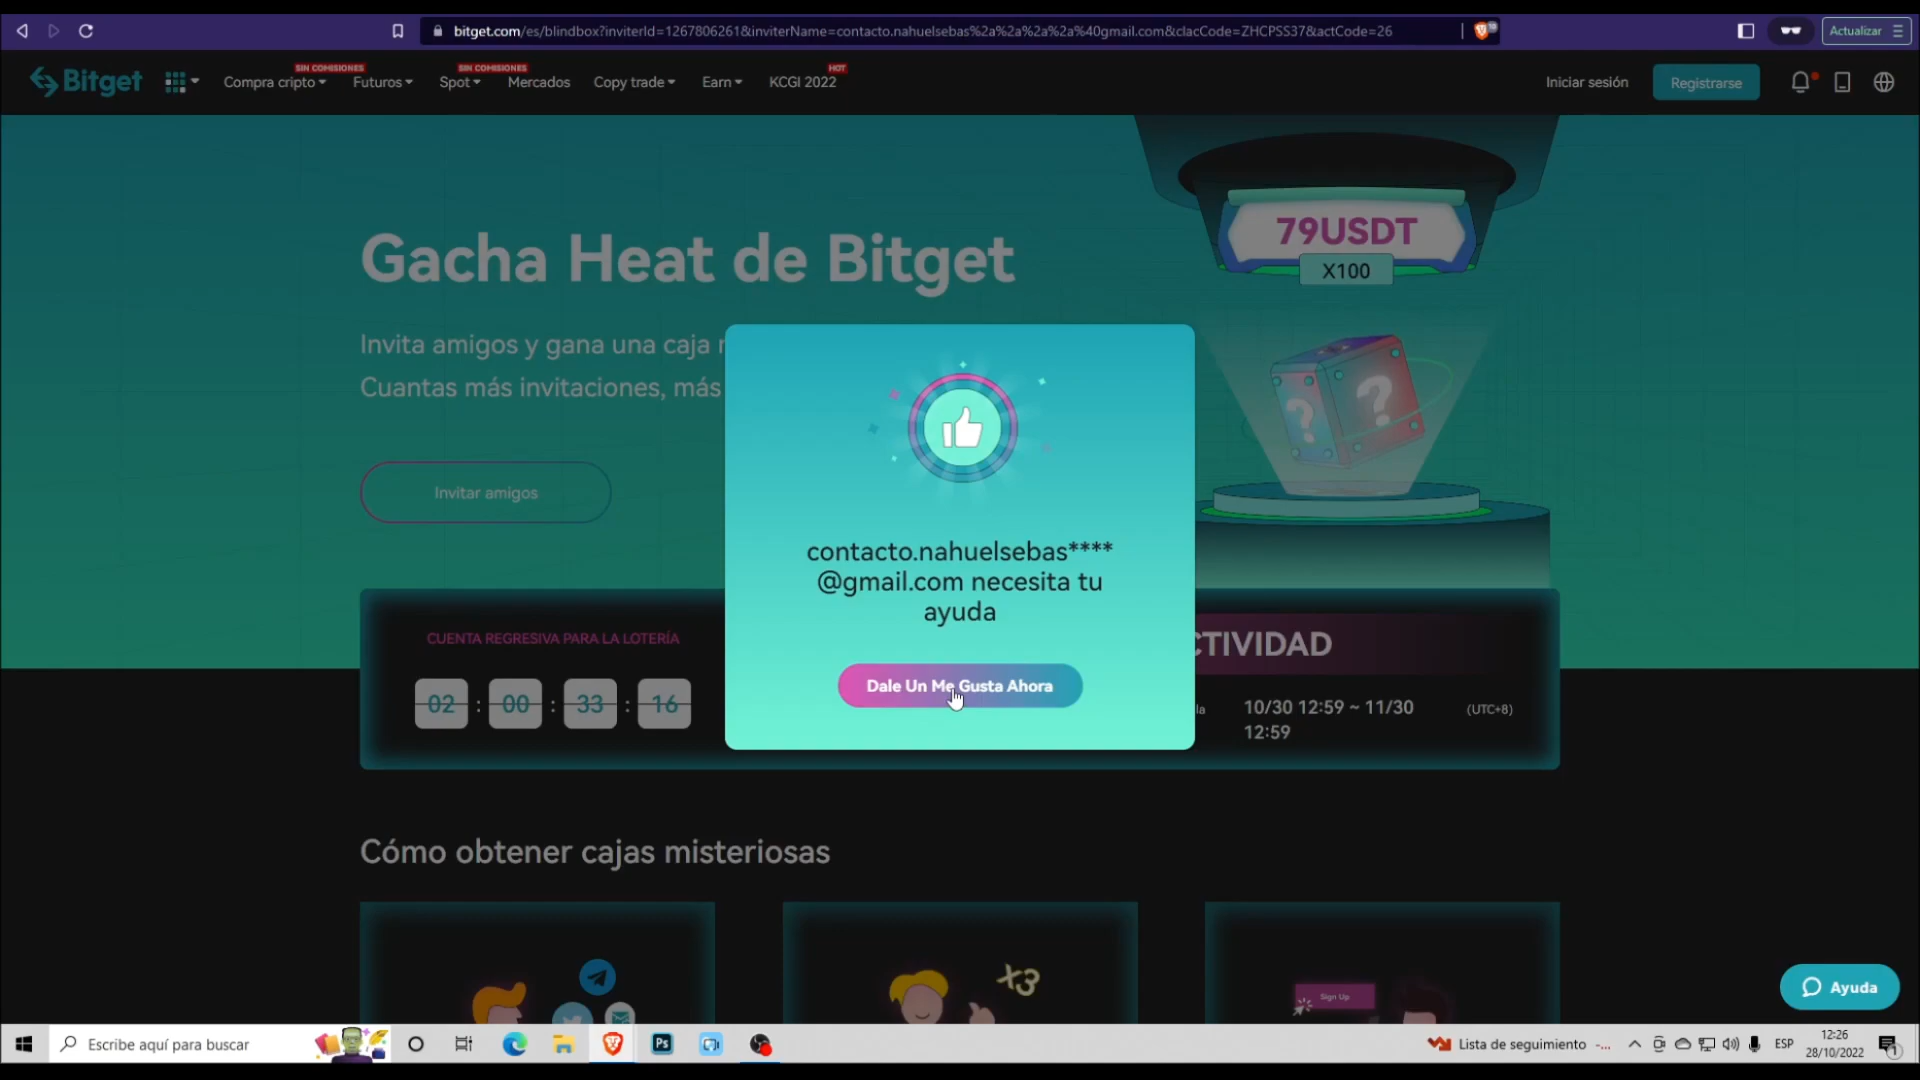 bitget.com/es/blindbox?inviterId=1267806261&inviterName=contacto.nahuelsebas%2a%2a%2a%2a%40gmail.com&clacCode=ZHCPSS37&actCode=26
Actualizar
Bitget
SIN COMISIONES
Compra cripto
Futuros
SIN COMISIONES
Spot
Mercados
Copy trade
Earn
HOT
KCGI 2022
Iniciar sesión
Registrarse
Gacha Heat de Bitget
79USDT
X100
Invita amigos y gana una caja
Cuantas más invitaciones, más
Invitar amigos
? ?
contacto.nahuelsebas****
@gmail.com necesita tu
ayuda
Dale Un Me Gusta Ahora
CUENTA REGRESIVA PARA LA LOTERÍA
02 : 00 : 33 : 16
CTIVIDAD
la
10/30 12:59 ~ 11/30
12:59
(UTC+8)
Cómo obtener cajas misteriosas
X3
Sign Up
Ayuda
Escribe aquí para buscar
Ps
Lista de seguimiento -...
ESP
12:26
28/10/2022
1